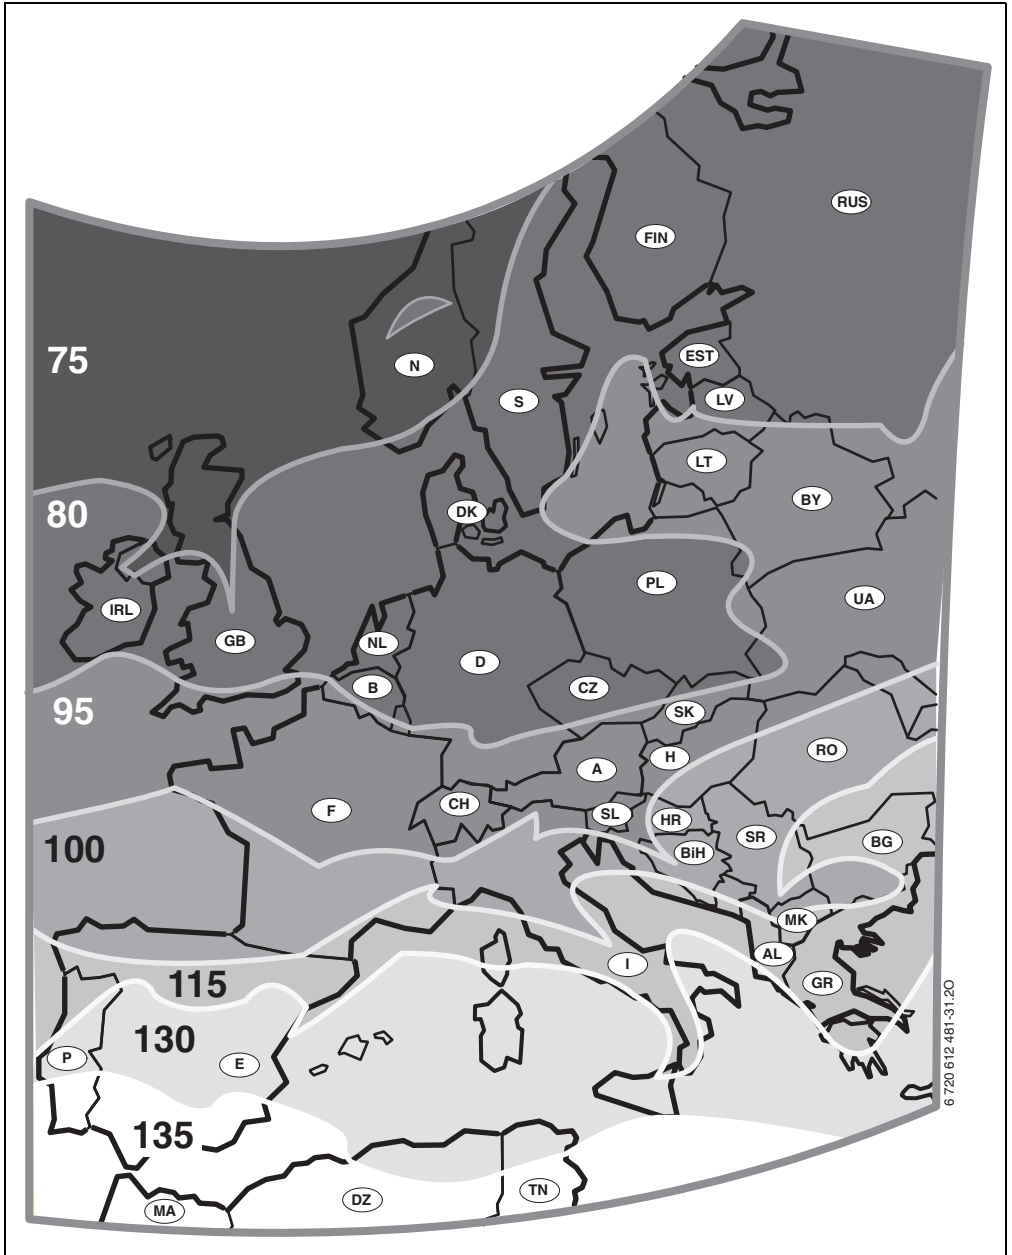 RUS
FIN
75
N
EST
S
LV
LT
80
DK
BY
PL
IRL
UA
GB
NL
D
B
CZ
95
SK
RO
H
A
CH
F
SL
HR
SR
BG
100
BiH
MK
AL
I
GR
115
130
P
E
135
TN
DZ
MA
6 720 612 481-31.2O